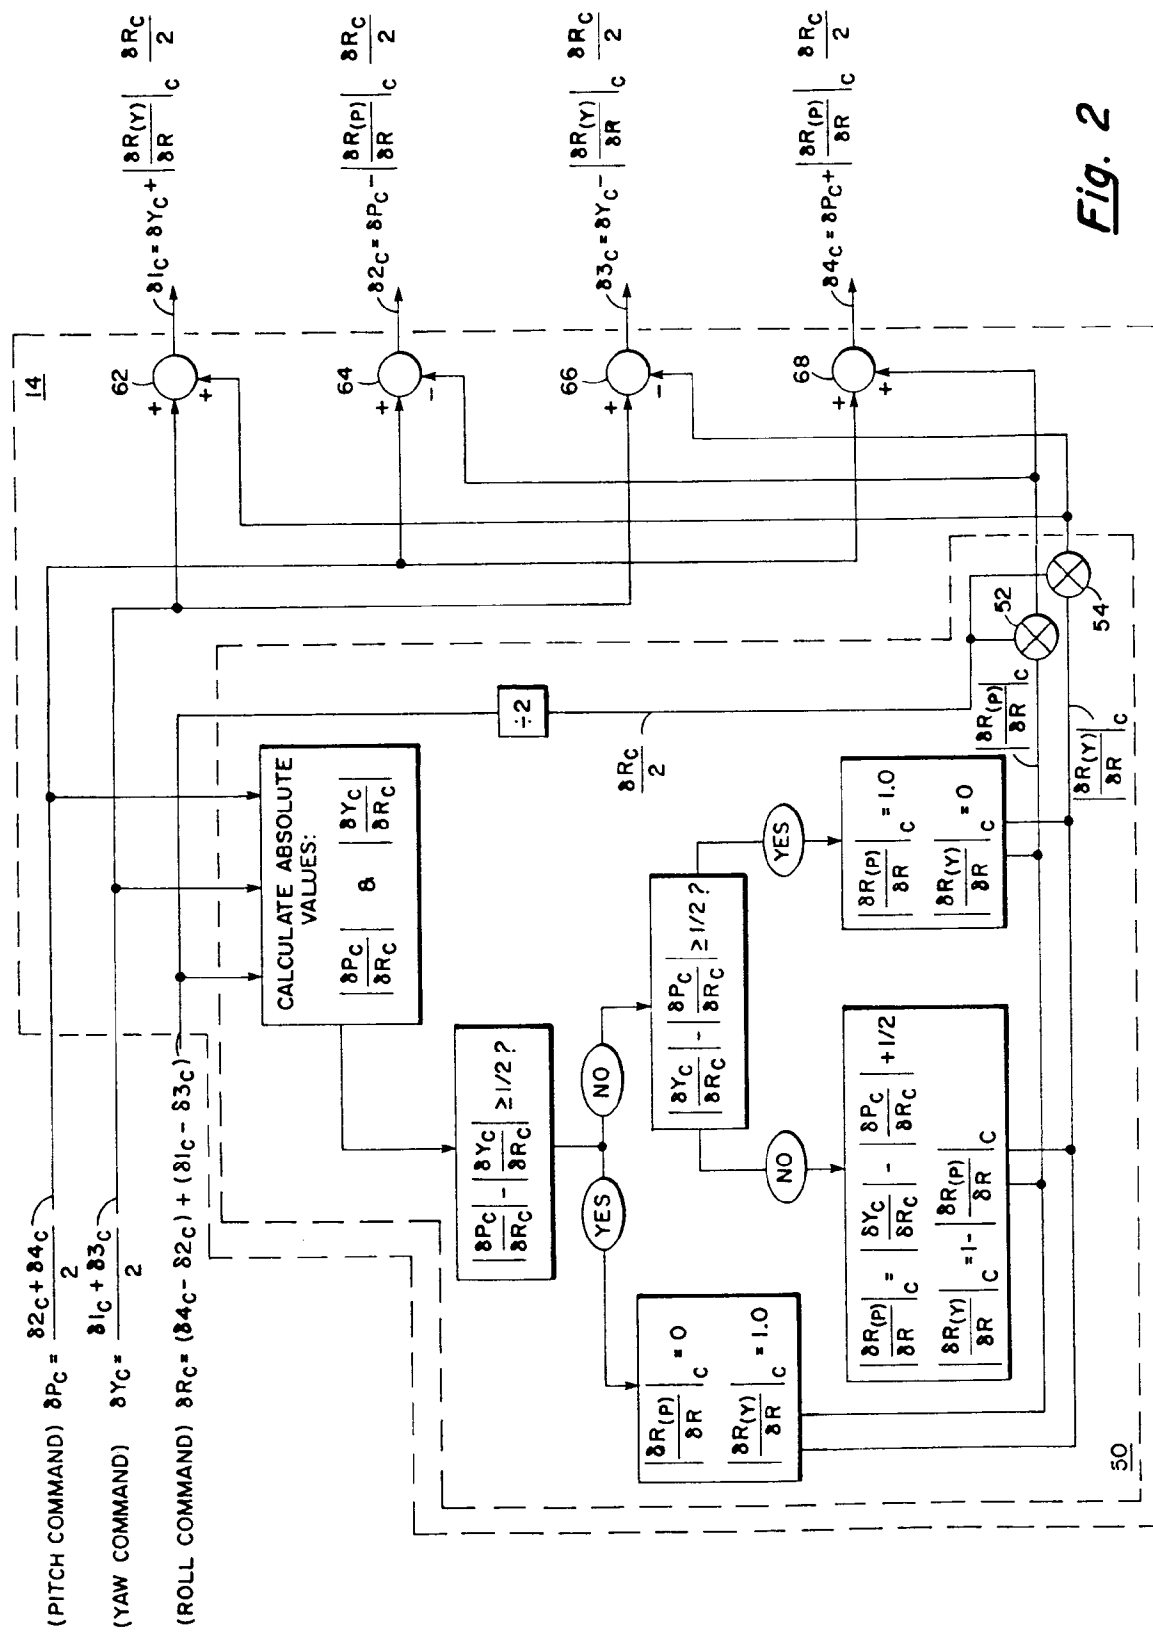 (PITCH COMMAND) δPC = δ2C + δ4C / 2
(YAW COMMAND) δYC = δ1C + δ3C / 2
(ROLL COMMAND) δRC = (δ4C - δ2C) + (δ1C - δ3C)
14
CALCULATE ABSOLUTE
VALUES:
|δPC / δRC| & |δYC / δRC|
|δPC / δRC| - |δYC / δRC| ≥ 1/2 ?
YES
NO
|δR(P) / δR|C = 0
|δR(Y) / δR|C = 1.0
|δYC / δRC| - |δPC / δRC| ≥ 1/2 ?
NO
YES
|δR(P) / δR|C = |δYC / δRC| - |δPC / δRC| + 1/2
|δR(Y) / δR|C = 1- |δR(P) / δR|C
|δR(P) / δR|C = 1.0
|δR(Y) / δR|C = 0
÷2
δRC / 2
|δR(P) / δR|C
|δR(Y) / δR|C
52
54
50
62
+
+
δ1C = δYC + |δR(Y) / δR|C δRC / 2
64
+
-
δ2C = δPC - |δR(P) / δR|C δRC / 2
66
+
-
δ3C = δYC - |δR(Y) / δR|C δRC / 2
68
+
+
δ4C = δPC + |δR(P) / δR|C δRC / 2
Fig. 2